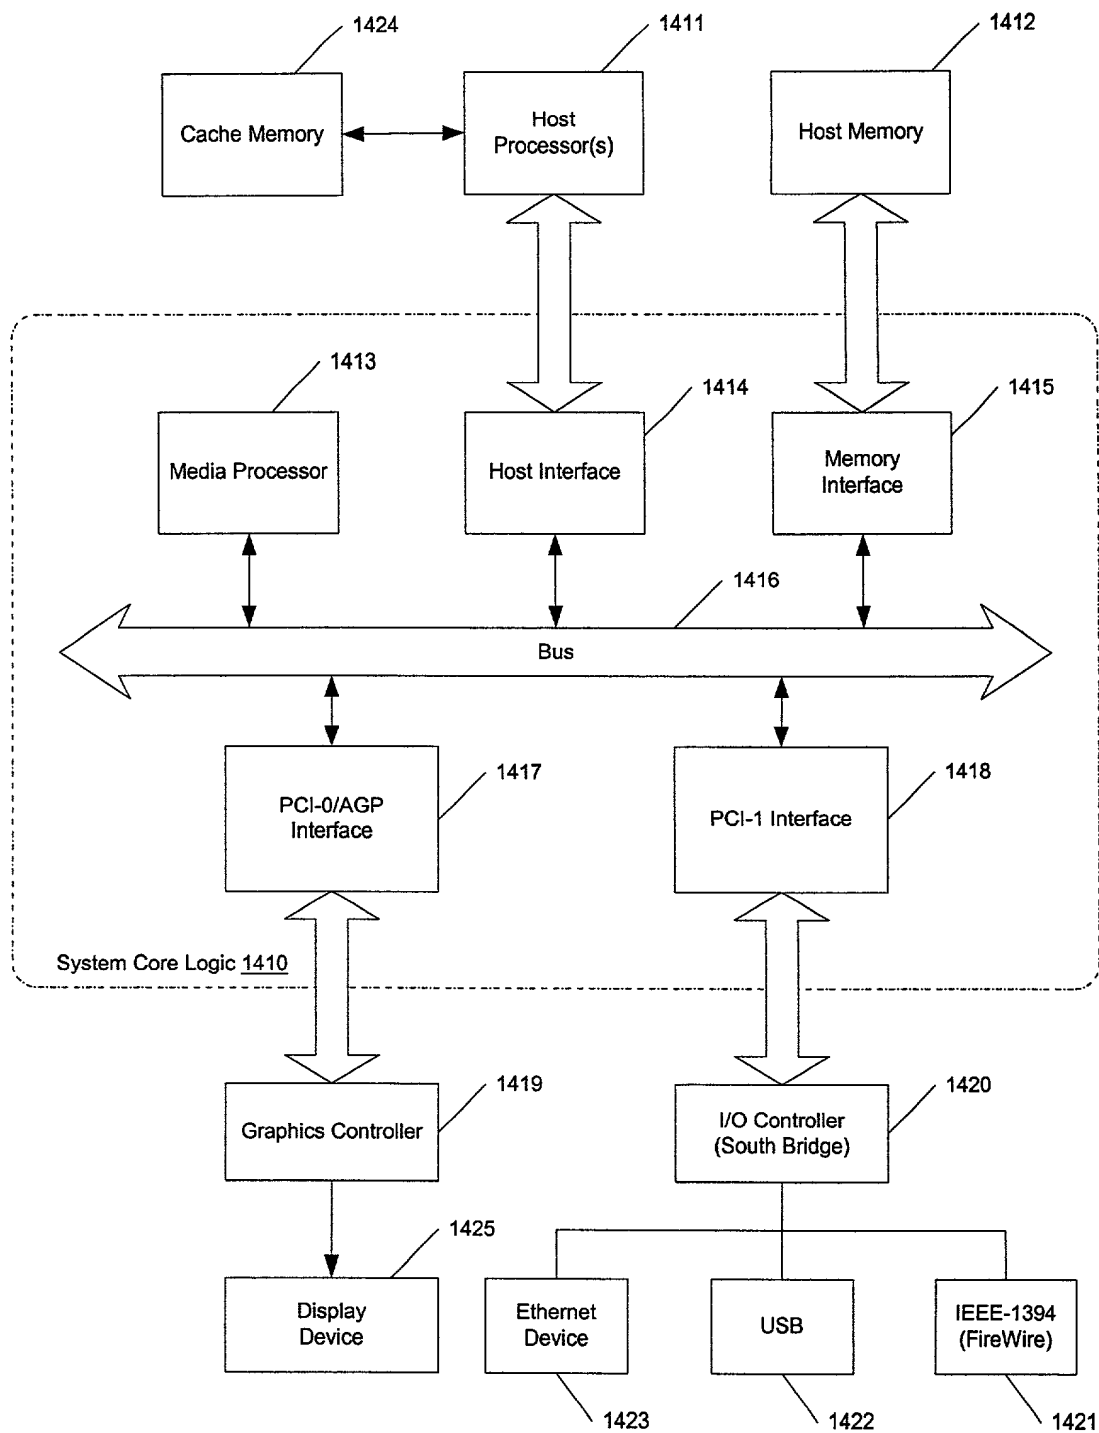 1424
1411
1412
Cache Memory
Host
Processor(s)
Host Memory
1413
1414
1415
Media Processor
Host Interface
Memory
Interface
1416
Bus
1417
1418
PCI-0/AGP
Interface
PCI-1 Interface
System Core Logic 1410
1419
1420
Graphics Controller
I/O Controller
(South Bridge)
1425
Display
Device
Ethernet
Device
USB
IEEE-1394
(FireWire)
1423
1422
1421